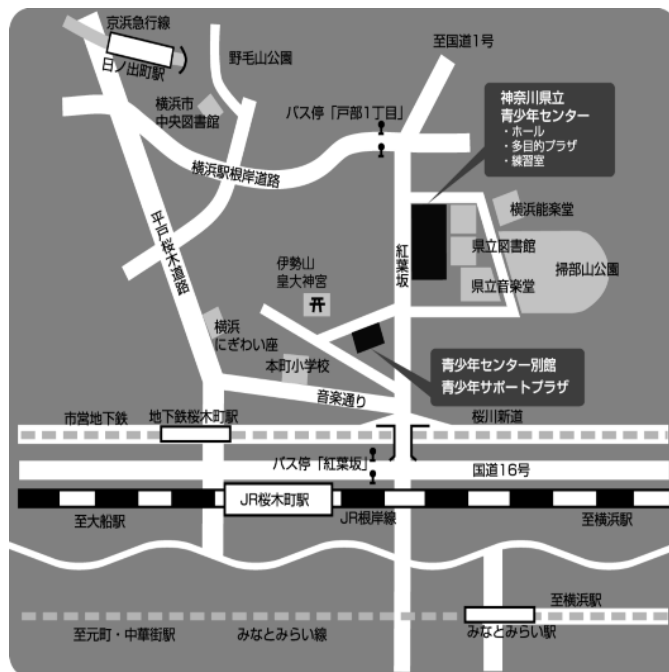 京浜急行線
日ノ出町駅
野毛山公園
至国道1号
横浜市
中央図書館
バス停「戸部1丁目」
神奈川県立
青少年センター
・ホール
・多目的プラザ
・練習室
横浜駅根岸道路
平戸桜木道路
紅葉坂
横浜能楽堂
県立図書館
掃部山公園
県立音楽堂
伊勢山
皇大神宮
横浜
にぎわい座
本町小学校
青少年センター別館
青少年サポートプラザ
音楽通り
市営地下鉄
地下鉄桜木町駅
桜川新道
バス停「紅葉坂」
国道16号
JR桜木町駅
至大船駅
JR根岸線
至横浜駅
至横浜駅
至元町・中華街駅
みなとみらい線
みなとみらい駅